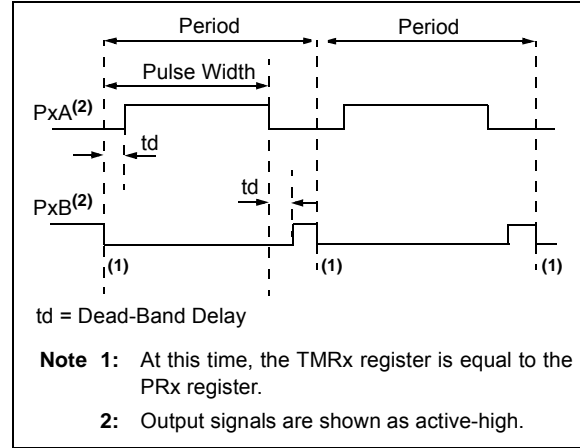 Period Period
Pulse Width
PxA(2)
td
td
PxB(2)
(1) (1) (1)
td = Dead-Band Delay
Note 1: At this time, the TMRx register is equal to the
PRx register.
2: Output signals are shown as active-high.